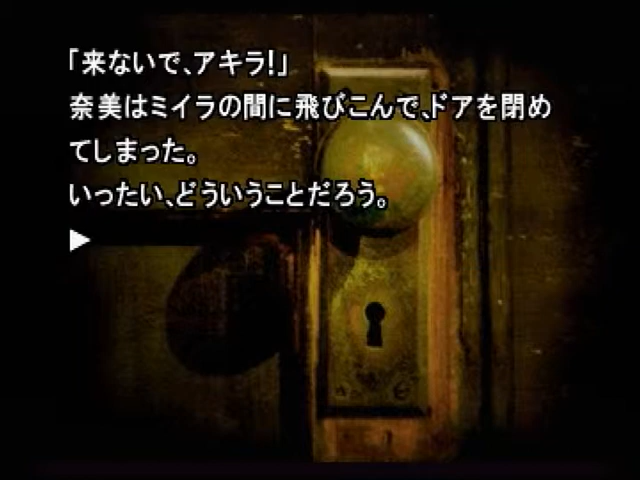 「来ないで、アキラ!」
奈美はミイラの間に飛びこんで、ドアを閉め
てしまった。
いったい、どういうことだろう。